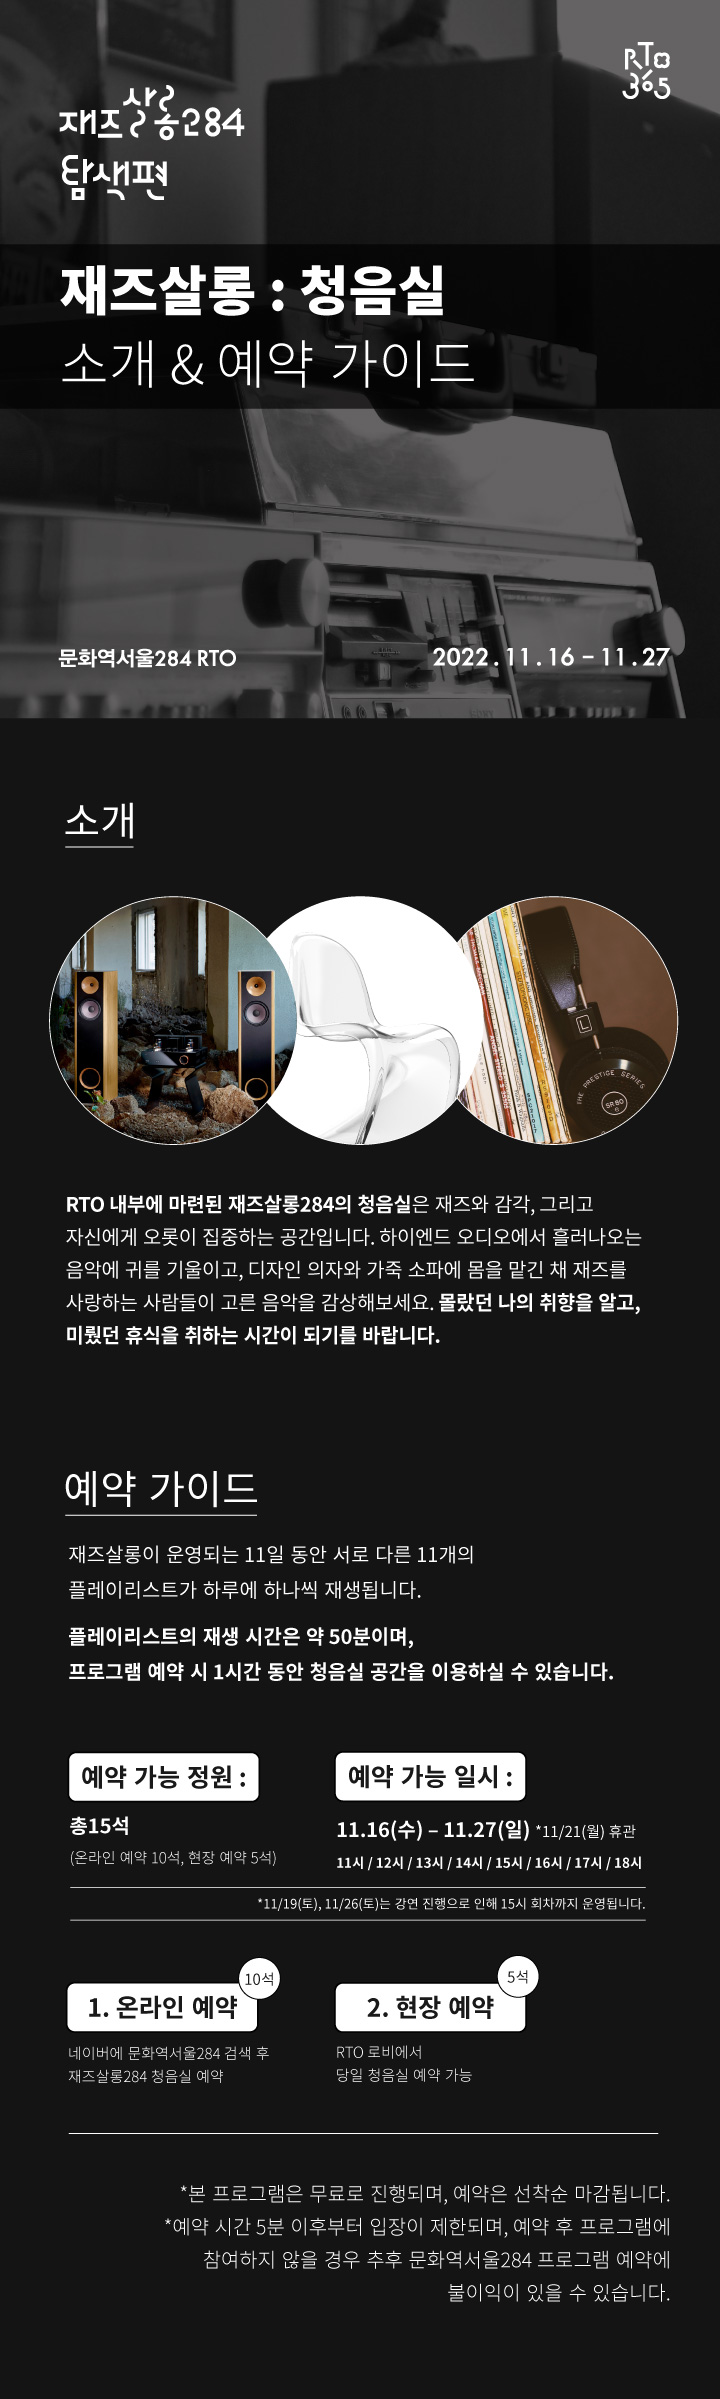 RTO
365
재즈살롱284
탐색편
재즈살롱 : 청음실
소개 & 예약 가이드
문화역서울284 RTO
2022.11.16 – 11.27
소개
L
THE PRESTIGE SERIES
SR80
RTO 내부에 마련된 재즈살롱284의 청음실은 재즈와 감각, 그리고
자신에게 오롯이 집중하는 공간입니다. 하이엔드 오디오에서 흘러나오는
음악에 귀를 기울이고, 디자인 의자와 가죽 소파에 몸을 맡긴 채 재즈를
사랑하는 사람들이 고른 음악을 감상해보세요. 몰랐던 나의 취향을 알고,
미뤘던 휴식을 취하는 시간이 되기를 바랍니다.
예약 가이드
재즈살롱이 운영되는 11일 동안 서로 다른 11개의
플레이리스트가 하루에 하나씩 재생됩니다.
플레이리스트의 재생 시간은 약 50분이며,
프로그램 예약 시 1시간 동안 청음실 공간을 이용하실 수 있습니다.
예약 가능 정원 :
총15석
(온라인 예약 10석, 현장 예약 5석)
예약 가능 일시 :
11.16(수) – 11.27(일) *11/21(월) 휴관
11시 / 12시 / 13시 / 14시 / 15시 / 16시 / 17시 / 18시
*11/19(토), 11/26(토)는 강연 진행으로 인해 15시 회차까지 운영됩니다.
10석
1. 온라인 예약
네이버에 문화역서울284 검색 후
재즈살롱284 청음실 예약
5석
2. 현장 예약
RTO 로비에서
당일 청음실 예약 가능
*본 프로그램은 무료로 진행되며, 예약은 선착순 마감됩니다.
*예약 시간 5분 이후부터 입장이 제한되며, 예약 후 프로그램에
참여하지 않을 경우 추후 문화역서울284 프로그램 예약에
불이익이 있을 수 있습니다.